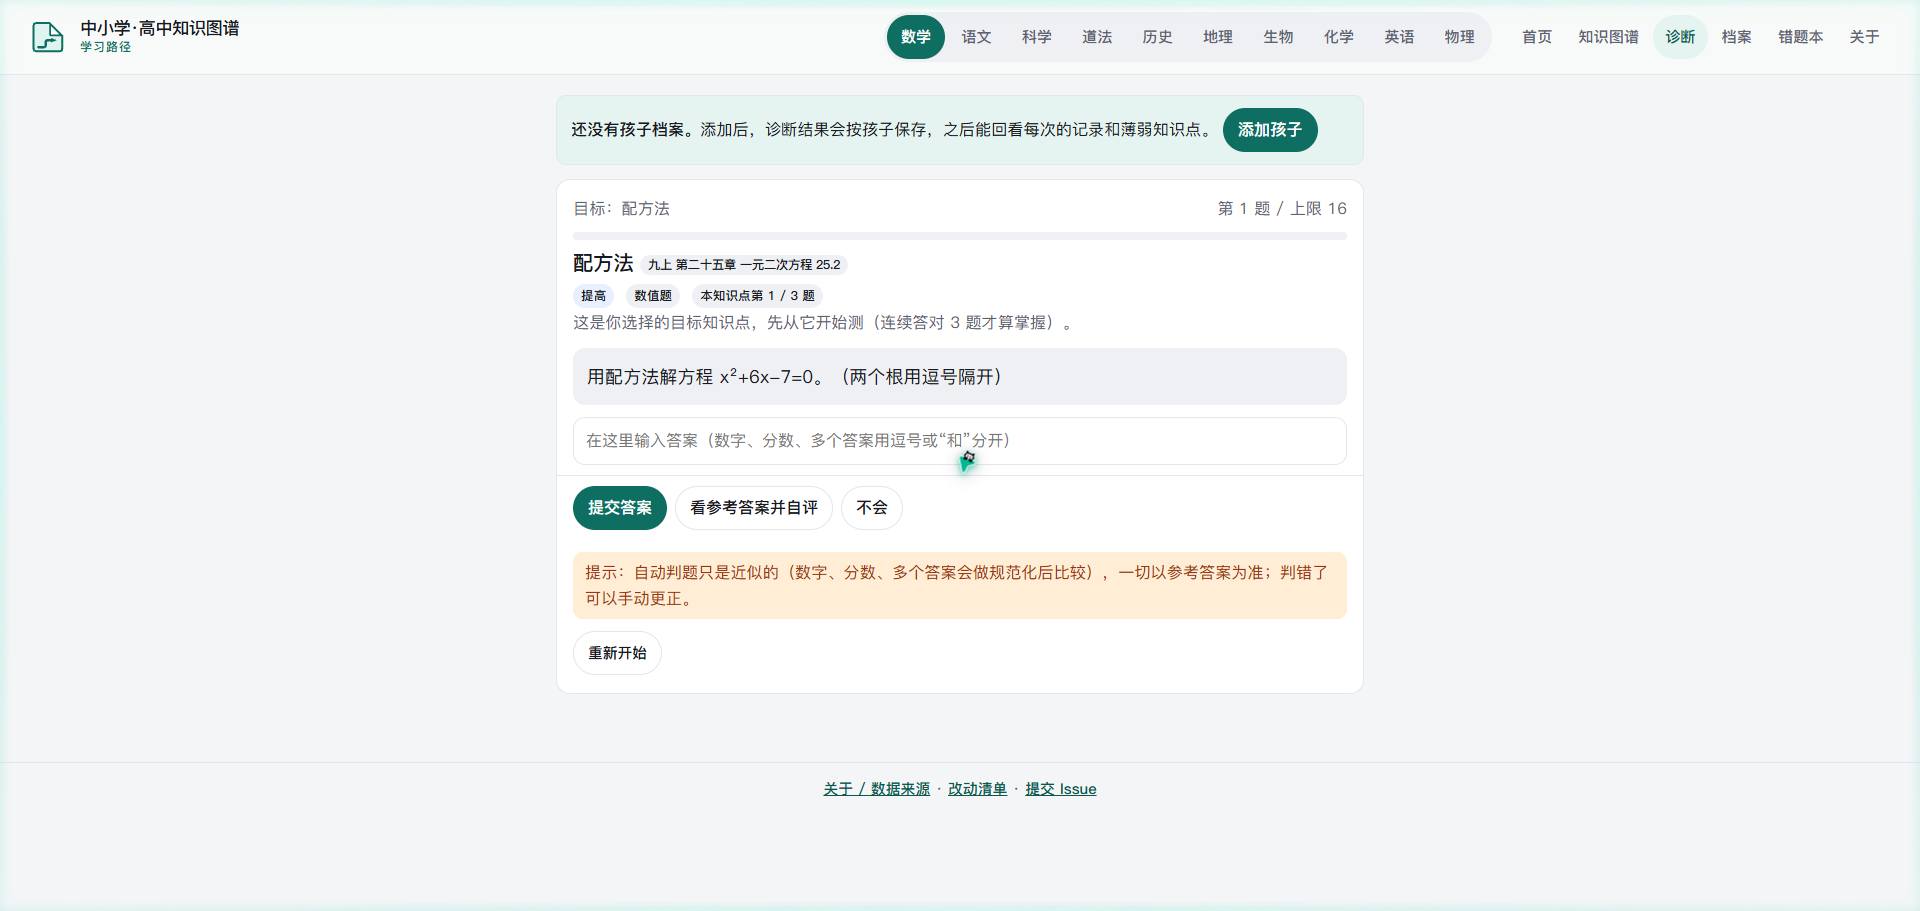 中小学·高中知识图谱
学习路径
数学 语文 科学 道法 历史 地理 生物 化学 英语 物理 首页 知识图谱 诊断 档案 错题本 关于
还没有孩子档案。添加后，诊断结果会按孩子保存，之后能回看每次的记录和薄弱知识点。 添加孩子
目标：配方法 第 1 题 / 上限 16
配方法 九上 第二十五章 一元二次方程 25.2
提高 数值题 本知识点第 1 / 3 题
这是你选择的目标知识点，先从它开始测（连续答对 3 题才算掌握）。
用配方法解方程 x²+6x−7=0。（两个根用逗号隔开）
在这里输入答案（数字、分数、多个答案用逗号或“和”分开）
提交答案 看参考答案并自评 不会
提示：自动判题只是近似的（数字、分数、多个答案会做规范化后比较），一切以参考答案为准；判错了
可以手动更正。
重新开始
关于 / 数据来源 · 改动清单 · 提交 Issue